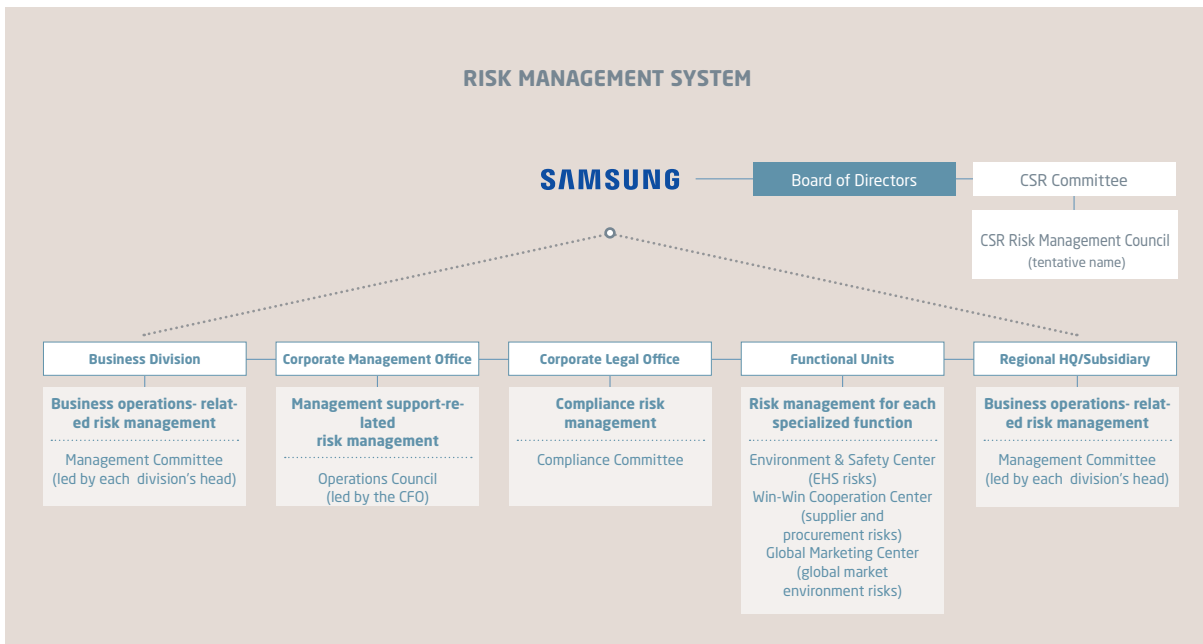 RISK MANAGEMENT SYSTEM
SAMSUNG
Board of Directors
CSR Committee
CSR Risk Management Council
(tentative name)
Business Division
Business operations- relat-
ed risk management
Management Committee
(led by each division's head)
Corporate Management Office
Management support-re-
lated
risk management
Operations Council
(led by the CFO)
Corporate Legal Office
Compliance risk
management
Compliance Committee
Functional Units
Risk management for each
specialized function
Environment & Safety Center
(EHS risks)
Win-Win Cooperation Center
(supplier and
procurement risks)
Global Marketing Center
(global market
environment risks)
Regional HQ/Subsidiary
Business operations- relat-
ed risk management
Management Committee
(led by each division's head)